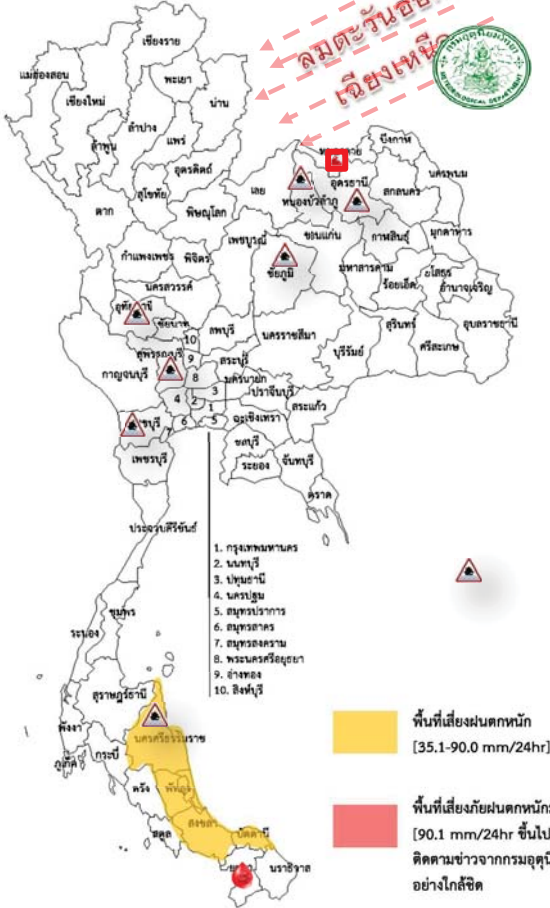 ลมตะวันออก
เฉียงเหนือ
METEOROLOGICAL DEPARTMENT
เชียงราย
แม่ฮ่องสอน
พะเยา
เชียงใหม่
น่าน
ลำปาง
ลำพูน
แพร่
บึงกาฬ
อุตรดิตถ์
เลย
อุดรธานี
นครพนม
สุโขทัย
หนองบัวลำภู
สกลนคร
ตาก
พิษณุโลก
ขอนแก่น
กาฬสินธุ์
มุกดาหาร
เพชรบูรณ์
กำแพงเพชร
พิจิตร
ชัยภูมิ
มหาสารคาม
ร้อยเอ็ด
ยโสธร
อำนาจเจริญ
นครสวรรค์
ชัยนาท
ลพบุรี
นครราชสีมา
บุรีรัมย์
สุรินทร์
ศรีสะเกษ
อุบลราชธานี
10
9
สุพรรณบุรี
สระบุรี
กาญจนบุรี
8
นครนายก
ปราจีนบุรี
4
2
3
1
สระแก้ว
6
5
ฉะเชิงเทรา
ชลบุรี
เพชรบุรี
ระยอง
จันทบุรี
ตราด
ประจวบคีรีขันธ์
1. กรุงเทพมหานคร
2. นนทบุรี
3. ปทุมธานี
4. นครปฐม
5. สมุทรปราการ
6. สมุทรสาคร
7. สมุทรสงคราม
8. พระนครศรีอยุธยา
9. อ่างทอง
10. สิงห์บุรี
ชุมพร
ระนอง
สุราษฎร์ธานี
พังงา
กระบี่
นครศรีธรรมราช
ภูเก็ต
ตรัง
พัทลุง
สตูล
สงขลา
ปัตตานี
นราธิวาส
พื้นที่เสี่ยงฝนตกหนัก
[35.1-90.0 mm/24hr]
พื้นที่เสี่ยงภัยฝนตกหนัก
[90.1 mm/24hr ขึ้นไป
ติดตามข่าวจากกรมอุตุนิ
อย่างใกล้ชิด